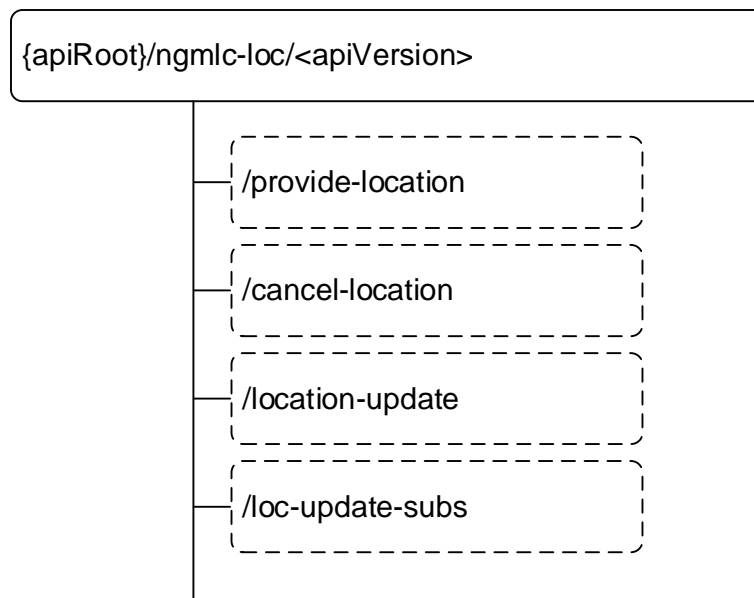 {apiRoot}/ngmlc-loc/<apiVersion>
/provide-location
/cancel-location
/location-update
/loc-update-subs